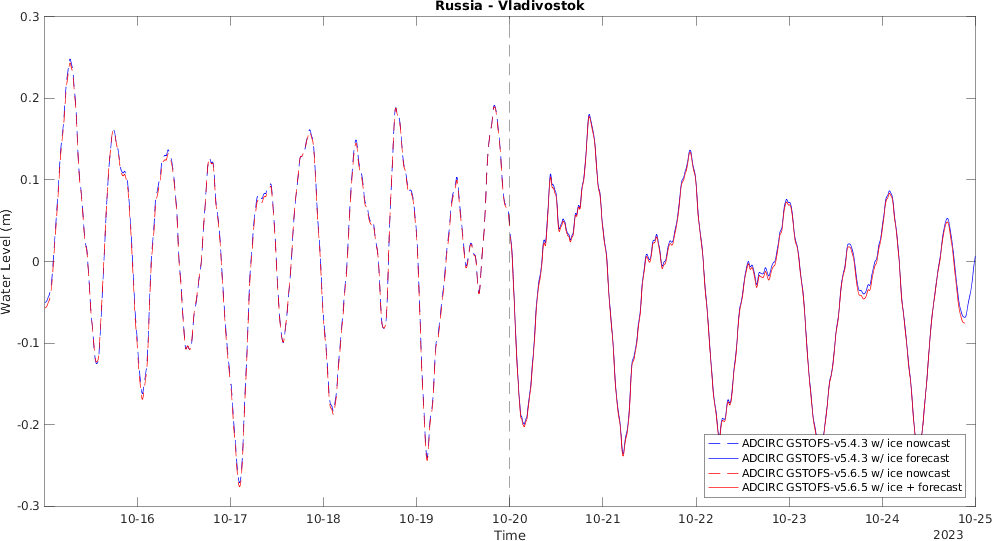 Russia - Vladivostok
0.3
0.2
0.1
0
-0.1
-0.2
-0.3
Water Level (m)
ADCIRC GSTOFS-v5.4.3 w/ ice nowcast
ADCIRC GSTOFS-v5.4.3 w/ ice forecast
ADCIRC GSTOFS-v5.6.5 w/ ice nowcast
ADCIRC GSTOFS-v5.6.5 w/ ice + forecast
10-16 10-17 10-18 10-19 10-20 10-21 10-22 10-23 10-24 10-25
Time
2023